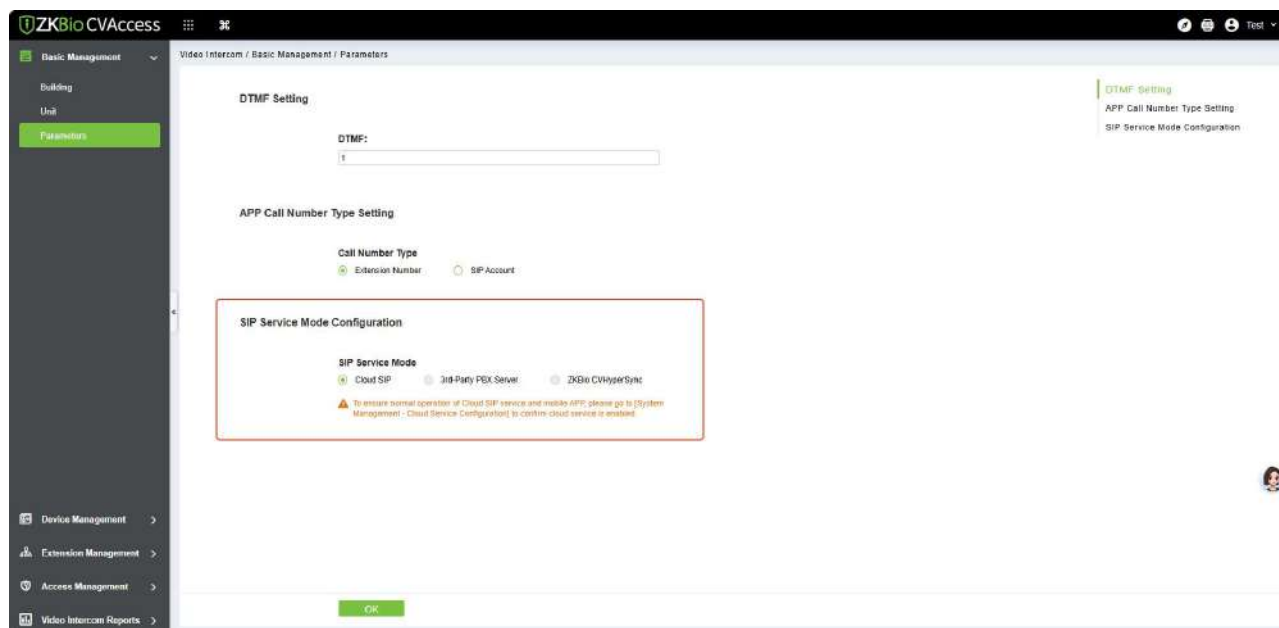 ZKBio CVAccess
Test
Basic Management
Building
Unit
Parameters
Device Management
Extension Management
Access Management
Video Intercom Reports
Video Intercom / Basic Management / Parameters
DTMF Setting
DTMF:
APP Call Number Type Setting
Call Number Type
Extension Number
SIP Account
SIP Service Mode Configuration
SIP Service Mode
Cloud SIP
3rd-Party PBX Server
ZKBio CVHyperSync
To ensure normal operation of Cloud SIP service and mobile APP, please go to [System
Management - Cloud Service Configuration] to confirm cloud service is enabled
OK
DTMF Setting
APP Call Number Type Setting
SIP Service Mode Configuration